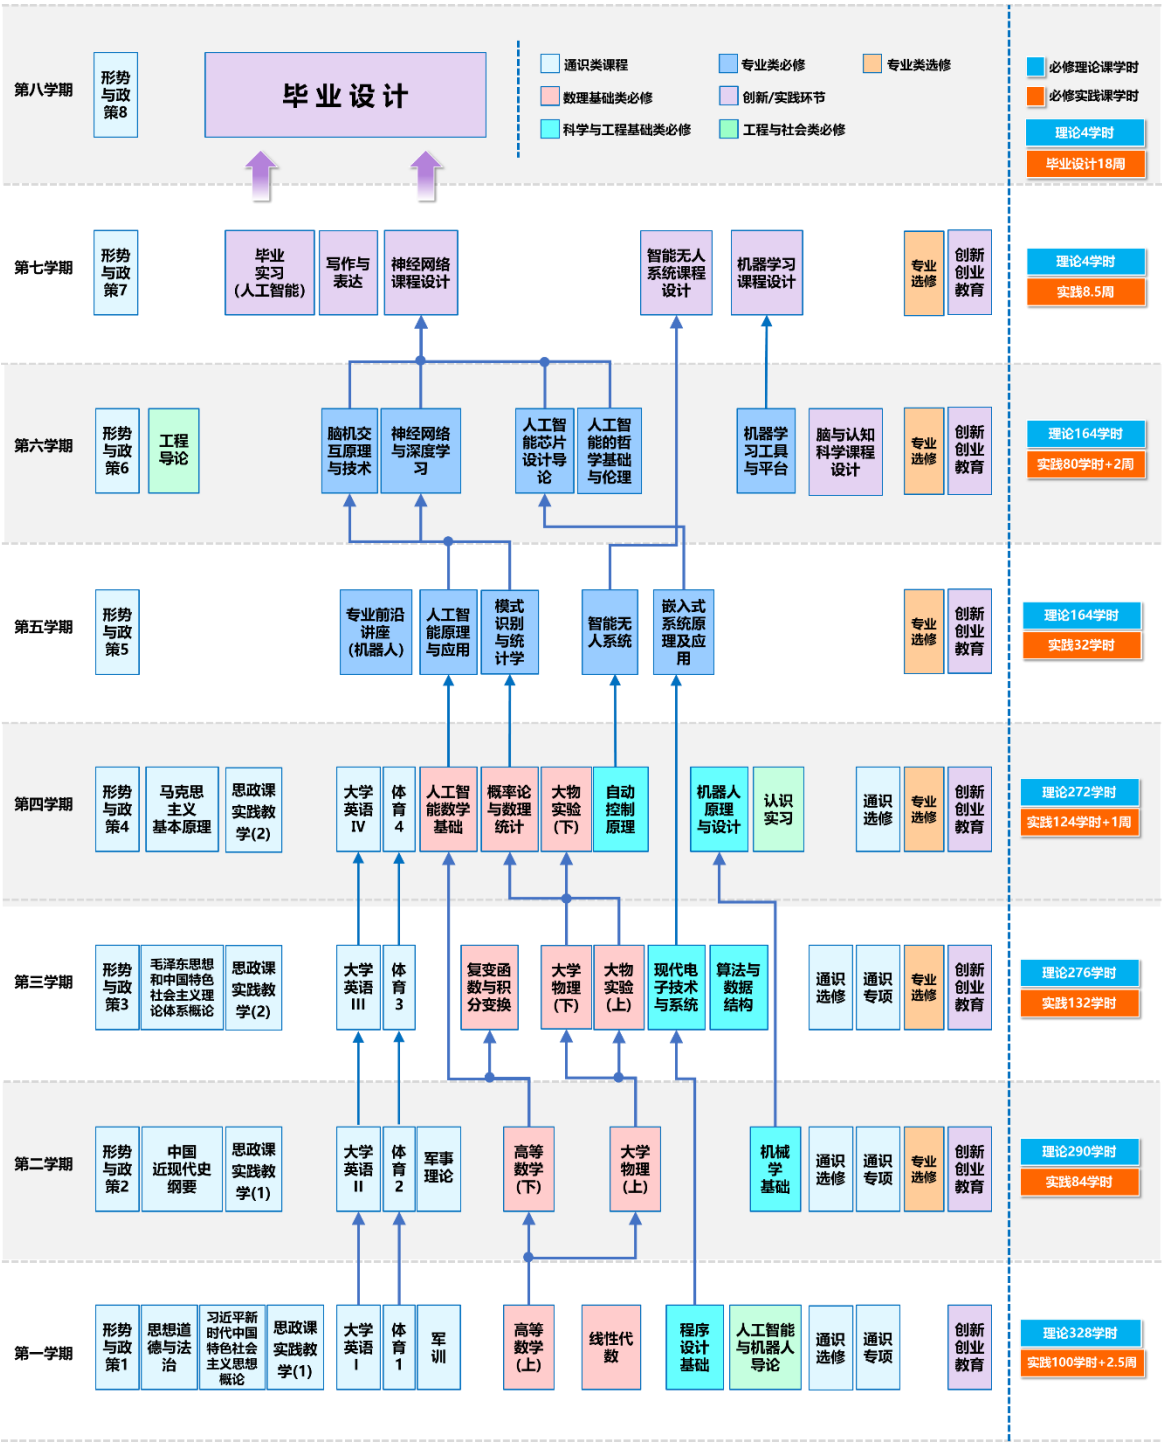 第八学期
形势
与政
策8
毕业设计
通识类课程
专业类必修
专业类选修
数理基础类必修
创新/实践环节
科学与工程基础类必修
工程与社会类必修
必修理论课学时
必修实践课学时
理论4学时
毕业设计18周
第七学期
形势
与政
策7
毕业
实习
(人工智能)
写作与
表达
神经网络
课程设计
智能无人
系统课程
设计
机器学习
课程设计
专业
选修
创新
创业
教育
理论4学时
实践8.5周
第六学期
形势
与政
策6
工程
导论
脑机交
互原理
与技术
神经网络
与深度学
习
人工智
能芯片
设计导
论
人工智
能的哲
学基础
与伦理
机器学
习工具
与平台
脑与认知
科学课程
设计
专业
选修
创新
创业
教育
理论164学时
实践80学时+2周
第五学期
形势
与政
策5
专业前沿
讲座
(机器人)
人工智
能原理
与应用
模式
识别
与统
计学
智能无
人系统
嵌入式
系统原
理及应
用
专业
选修
创新
创业
教育
理论164学时
实践32学时
第四学期
形势
与政
策4
马克思
主义
基本原理
思政课
实践教
学(2)
大学
英语
IV
体
育
4
人工智
能数学
基础
概率论
与数理
统计
大物
实验
(下)
自动
控制
原理
机器人
原理
与设计
认识
实习
通识
选修
专业
选修
创新
创业
教育
理论272学时
实践124学时+1周
第三学期
形势
与政
策3
毛泽东思想
和中国特色
社会主义理
论体系概论
思政课
实践教
学(2)
大学
英语
III
体
育
3
复变函
数与积
分变换
大学
物理
(下)
大物
实验
(上)
现代电
子技术
与系统
算法与
数据
结构
通识
选修
通识
专项
专业
选修
创新
创业
教育
理论276学时
实践132学时
第二学期
形势
与政
策2
中国
近现代史
纲要
思政课
实践教
学(1)
大学
英语
II
体
育
2
军事
理论
高等
数学
(下)
大学
物理
(上)
机械
学
基础
通识
选修
通识
专项
专业
选修
创新
创业
教育
理论290学时
实践84学时
第一学期
形势
与政
策1
思想道
德与法
治
习近平新
时代中国
特色社会
主义思想
概论
思政课
实践教
学(1)
大学
英语
I
体
育
1
军
训
高等
数学
(上)
线性代
数
程序
设计
基础
人工智能
与机器人
导论
通识
选修
通识
专项
创新
创业
教育
理论328学时
实践100学时+2.5周